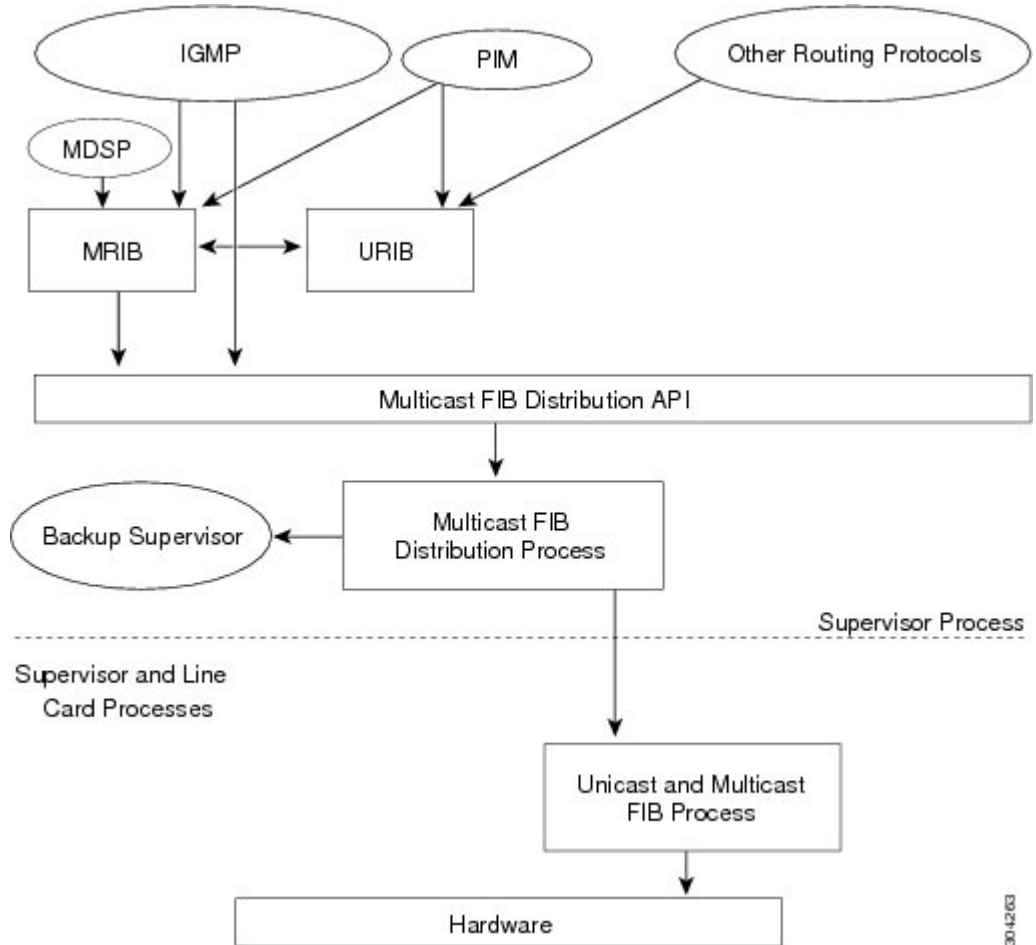 IGMP
PIM
Other Routing Protocols
MDSP
MRIB
URIB
Multicast FIB Distribution API
Multicast FIB
Distribution Process
Backup Supervisor
Supervisor Process
Supervisor and Line
Card Processes
Unicast and Multicast
FIB Process
Hardware
304263